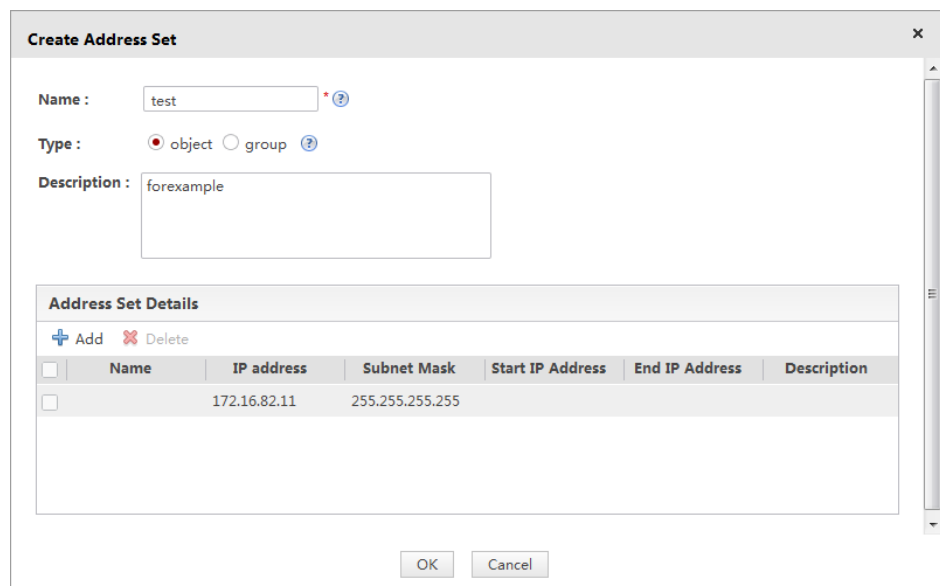 Create Address Set ×
Name : test * ?
Type : object group ?
Description : forexample
Address Set Details
Add Delete
Name IP address Subnet Mask Start IP Address End IP Address Description
172.16.82.11 255.255.255.255
OK Cancel